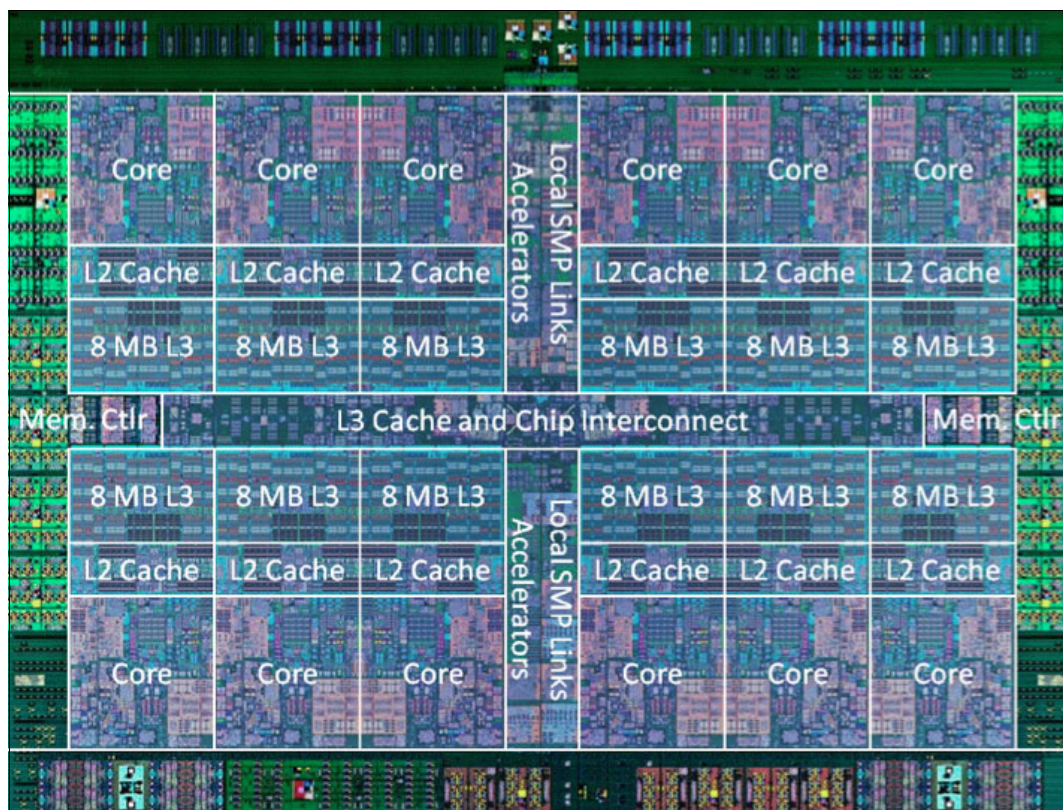 Core
Core
Core
Accelerators
Local SMP Links
Core
Core
Core
L2 Cache
L2 Cache
L2 Cache
L2 Cache
L2 Cache
L2 Cache
8 MB L3
8 MB L3
8 MB L3
8 MB L3
8 MB L3
8 MB L3
Mem. Ctlr
L3 Cache and Chip Interconnect
Mem. Ctlr
8 MB L3
8 MB L3
8 MB L3
Accelerators
Local SMP Links
8 MB L3
8 MB L3
8 MB L3
L2 Cache
L2 Cache
L2 Cache
L2 Cache
L2 Cache
L2 Cache
Core
Core
Core
Core
Core
Core